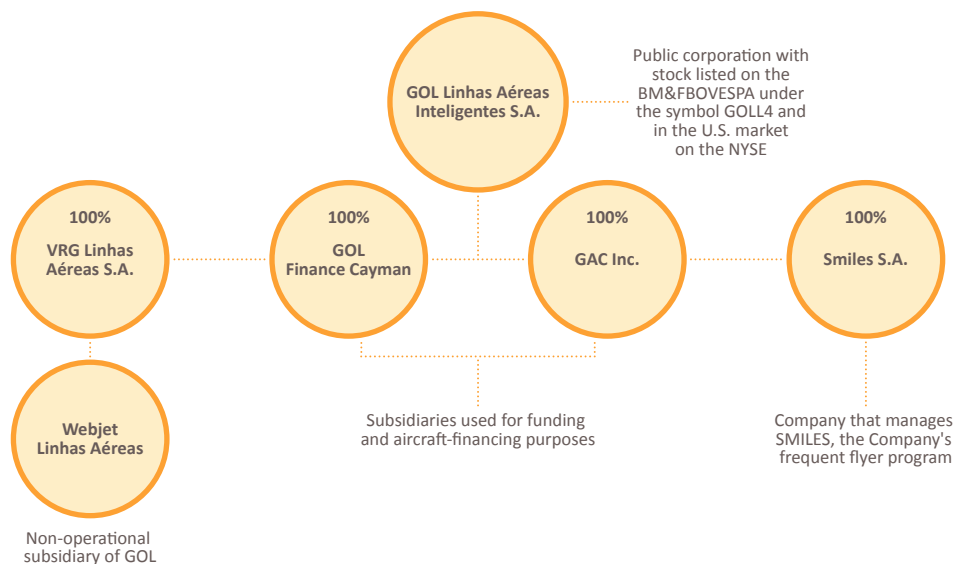 GOL Linhas Aéreas
Inteligentes S.A.
Public corporation with
stock listed on the
BM&FBOVESPA under
the symbol GOLL4 and
in the U.S. market
on the NYSE
100%
VRG Linhas
Aéreas S.A.
100%
GOL
Finance Cayman
100%
GAC Inc.
100%
Smiles S.A.
Webjet
Linhas Aéreas
Non-operational
subsidiary of GOL
Subsidiaries used for funding
and aircraft-financing purposes
Company that manages
SMILES, the Company's
frequent flyer program